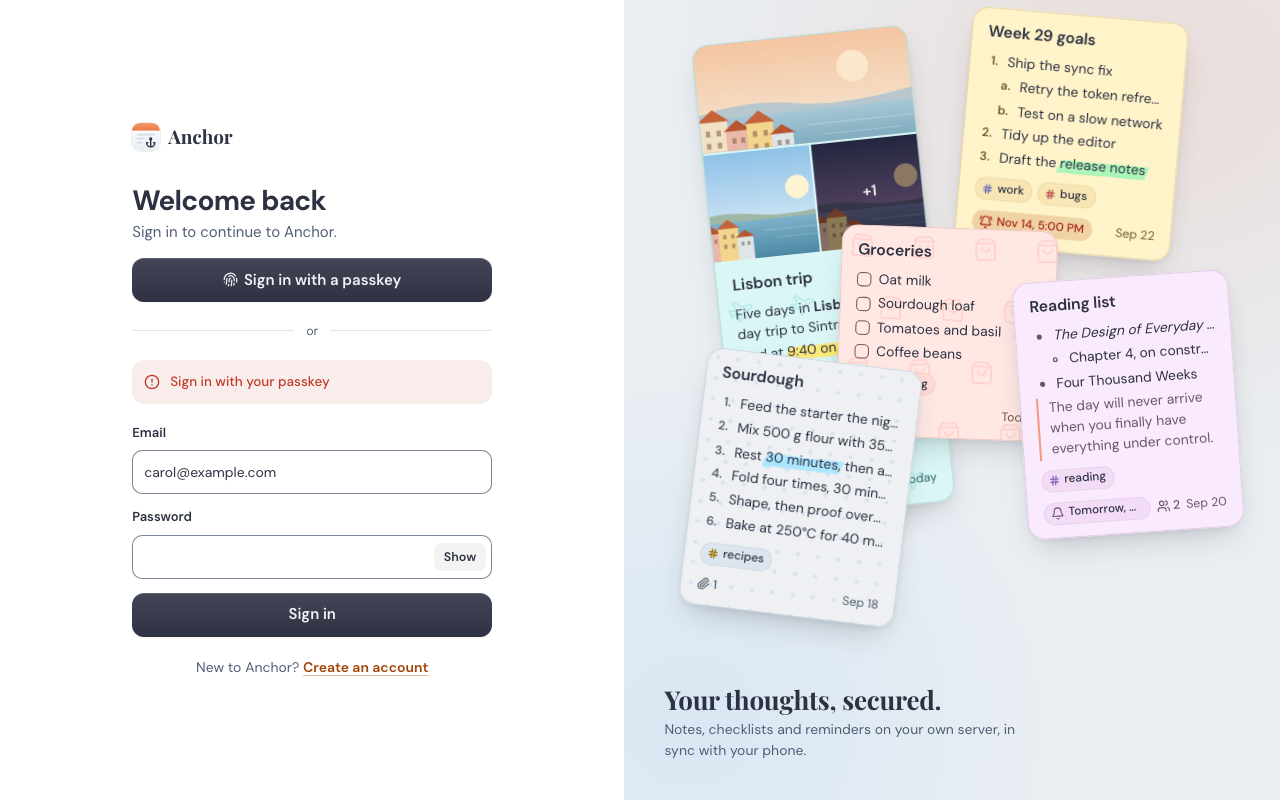 Anchor
Welcome back
Sign in to continue to Anchor.
Sign in with a passkey
or
Sign in with your passkey
Email
carol@example.com
Password
Show
Sign in
New to Anchor? Create an account
+1
Lisbon trip
Five days in Lisb
day trip to Sintr
at 9:40 on
oday
Week 29 goals
1. Ship the sync fix
a. Retry the token refre…
b. Test on a slow network
2. Tidy up the editor
3. Draft the release notes
# work
# bugs
Nov 14, 5:00 PM
Sep 22
Groceries
Oat milk
Sourdough loaf
Tomatoes and basil
Coffee beans
g
Too
Reading list
• The Design of Everyday …
Chapter 4, on constr…
• Four Thousand Weeks
The day will never arrive
when you finally have
everything under control.
# reading
Tomorrow, …
2
Sep 20
Sourdough
1. Feed the starter the nig…
2. Mix 500 g flour with 35…
3. Rest 30 minutes, then a…
4. Fold four times, 30 min…
5. Shape, then proof over…
6. Bake at 250°C for 40 m…
# recipes
1
Sep 18
Your thoughts, secured.
Notes, checklists and reminders on your own server, in
sync with your phone.